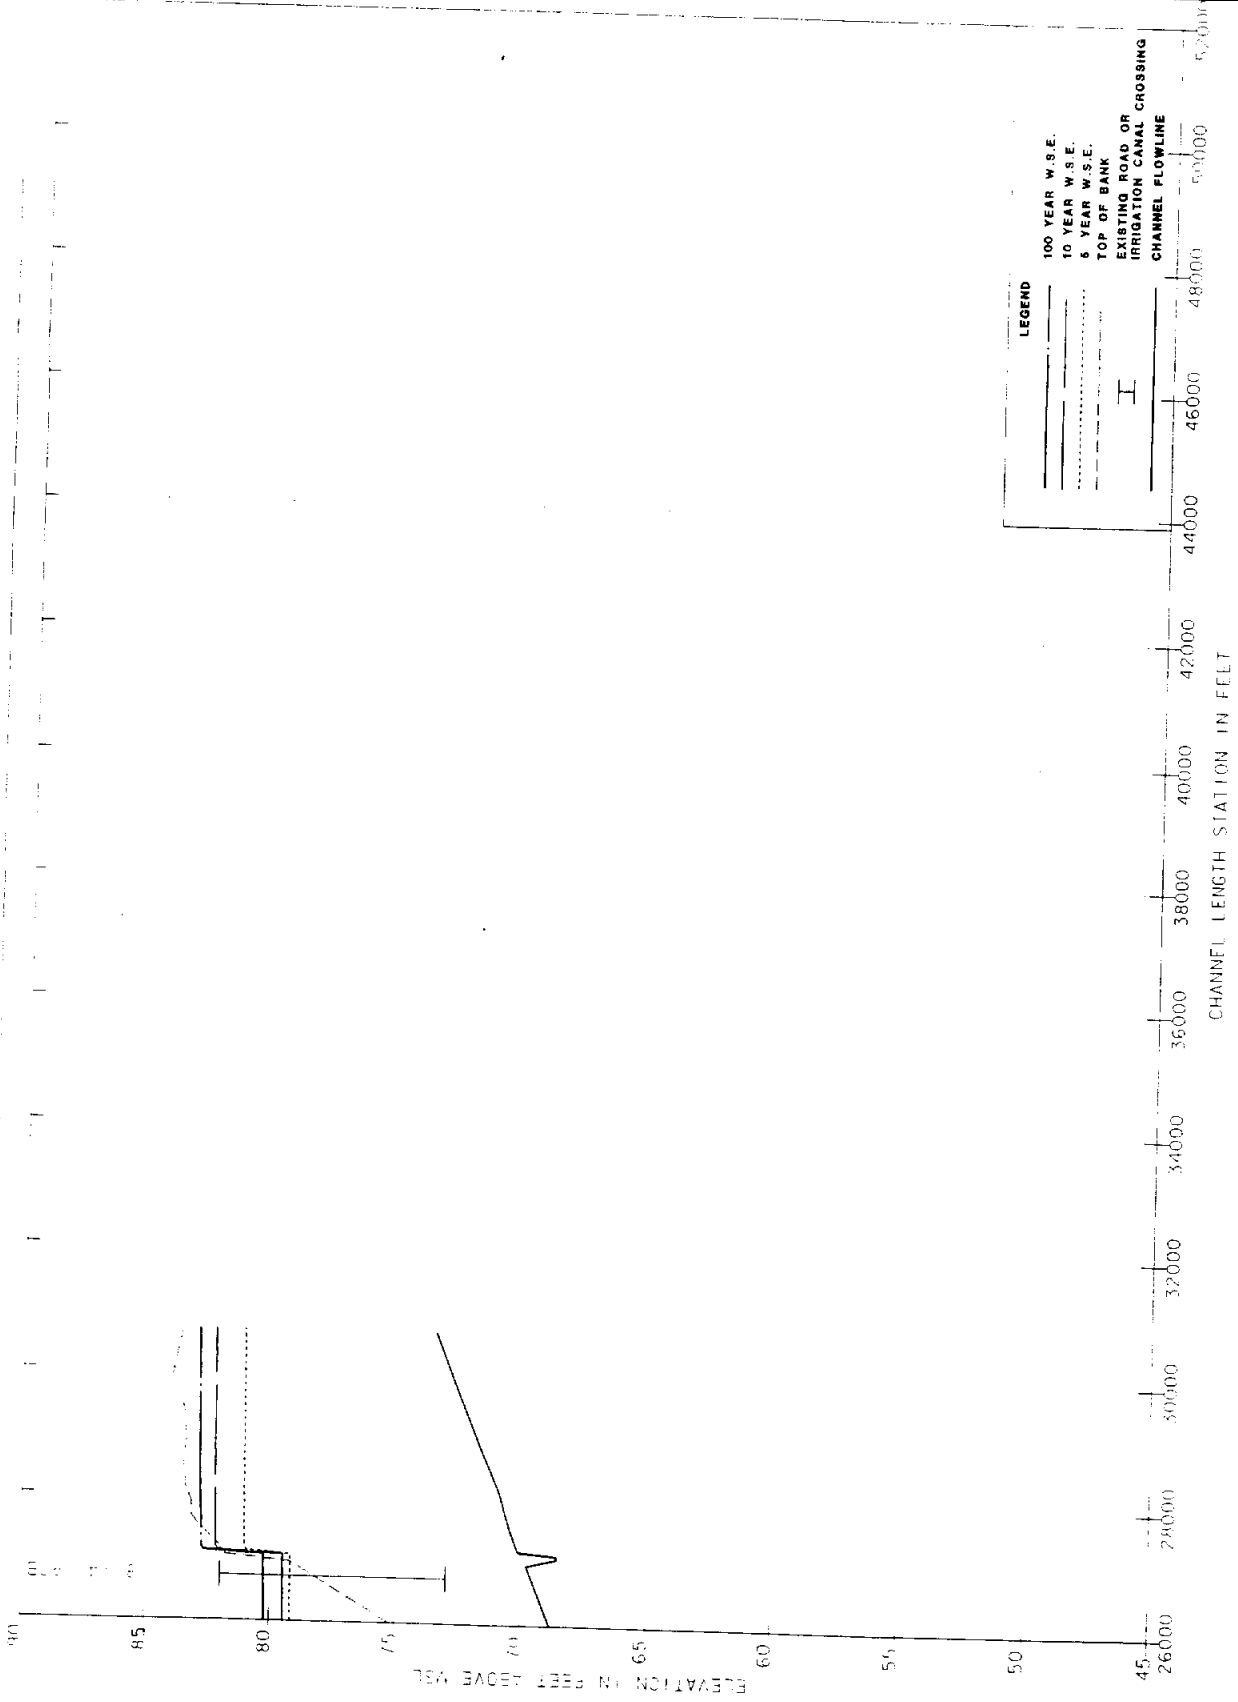 LEGEND
100 YEAR W.S.E.
10 YEAR W.S.E.
5 YEAR W.S.E.
TOP OF BANK
EXISTING ROAD OR
IRRIGATION CANAL CROSSING
CHANNEL FLOWLINE
90
85
80
75
70
65
60
55
50
45
ELEVATION IN FEET ABOVE MSL
26000
28000
30000
32000
34000
36000
38000
40000
42000
44000
46000
48000
50000
52000
CHANNEL LENGTH STATION IN FEET